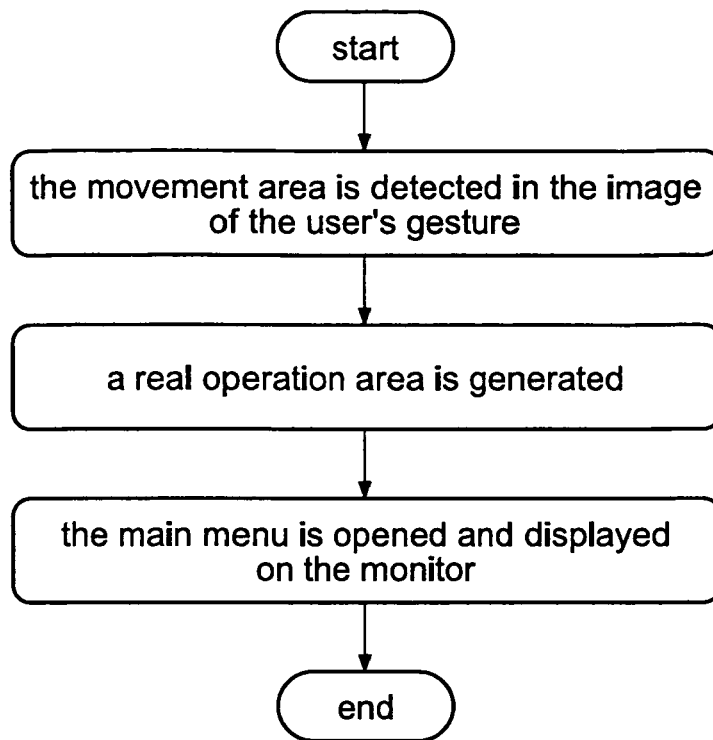 start
the movement area is detected in the image
of the user's gesture
a real operation area is generated
the main menu is opened and displayed
on the monitor
end